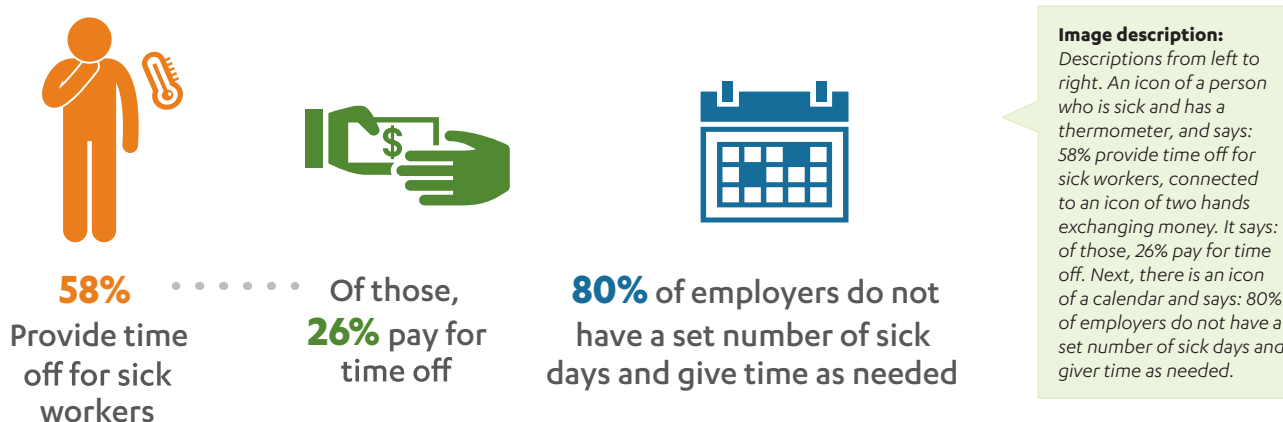 $
58%
Provide time
off for sick
workers
Of those,
26% pay for
time off
80% of employers do not
have a set number of sick
days and give time as needed
Image description:
Descriptions from left to
right. An icon of a person
who is sick and has a
thermometer, and says:
58% provide time off for
sick workers, connected
to an icon of two hands
exchanging money. It says:
of those, 26% pay for time
off. Next, there is an icon
of a calendar and says: 80%
of employers do not have a
set number of sick days and
giver time as needed.